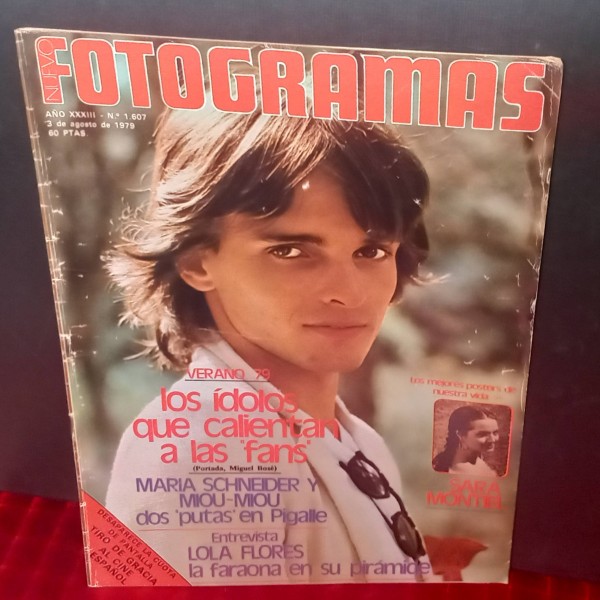 NUEVO
FOTOGRAMAS
AÑO XXXIII - N.º 1.607
3 de agosto de 1979
60 PTAS.
VERANO '79
los ídolos
que calientan
a las 'fans'
(Portada, Miguel Bosé)
MARIA SCHNEIDER Y
MIOU-MIOU
dos 'putas' en Pigalle
Entrevista
LOLA FLORES
la faraona en su pirámide
Los mejores posters de
nuestra vida
SARA
MONTIEL
DESAPARECE LA CUOTA
DE PANTALLA
TIRO DE GRACIA
AL CINE
ESPAÑOL